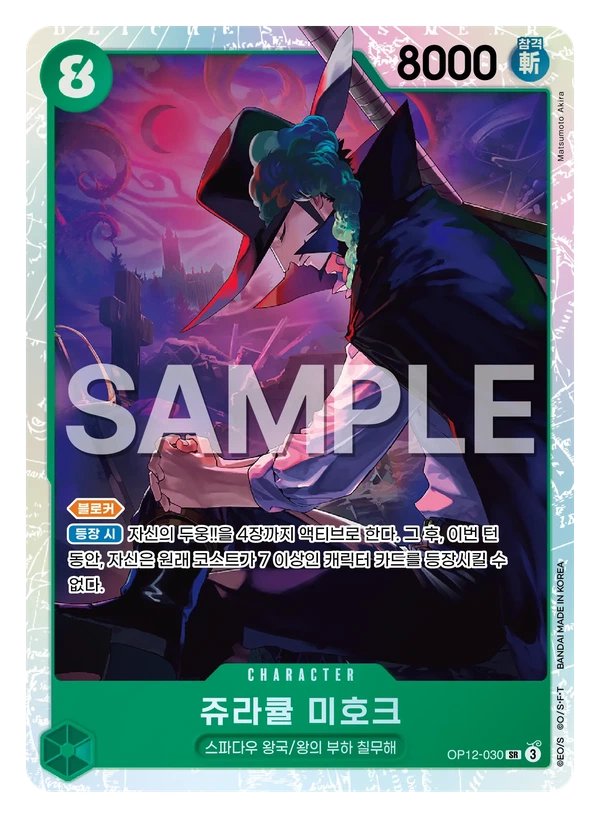 8
8000
참격
斬
Matsumoto Akira
SAMPLE
블로커
등장 시 자신의 두웅!!을 4장까지 액티브로 한다. 그 후, 이번 턴
동안, 자신은 원래 코스트가 7 이상인 캐릭터 카드를 등장시킬 수
없다.
CHARACTER
쥬라큘 미호크
스파다우 왕국/왕의 부하 칠무해
OP12-030 SR 3
©EO/S ©O/S·F·T BANDAI MADE IN KOREA